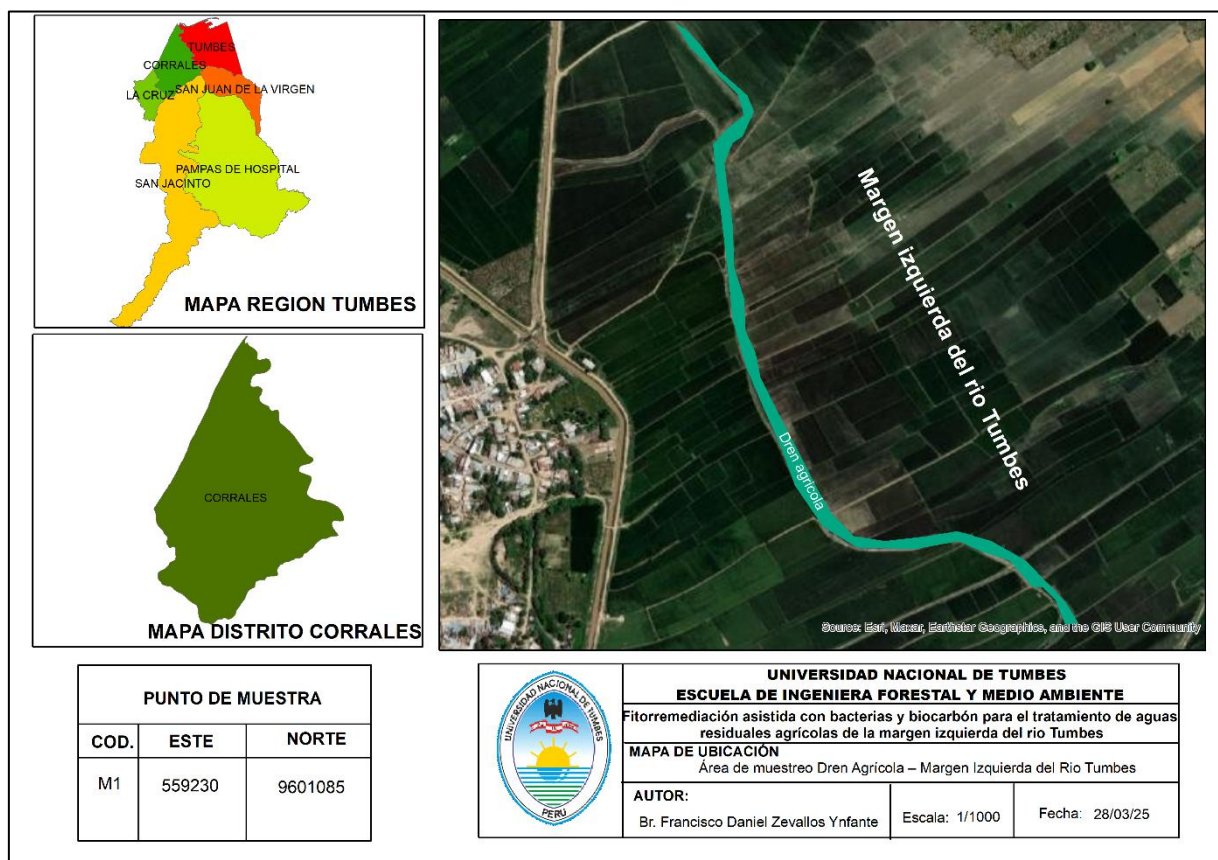 TUMBES
CORRALES
LA CRUZ
SAN JUAN DE LA VIRGEN
PAMPAS DE HOSPITAL
SAN JACINTO
MAPA REGION TUMBES
CORRALES
MAPA DISTRITO CORRALES
Margen izquierda del rio Tumbes
Dren agricola
Source: Esri, Maxar, Earthstar Geographics, and the GIS User Community
PUNTO DE MUESTRA
COD. ESTE NORTE
M1 559230 9601085
UNIVERSIDAD NACIONAL DE TUMBES
PERÚ
UNIVERSIDAD NACIONAL DE TUMBES
ESCUELA DE INGENIERA FORESTAL Y MEDIO AMBIENTE
Fitorremediación asistida con bacterias y biocarbón para el tratamiento de aguas
residuales agrícolas de la margen izquierda del rio Tumbes
MAPA DE UBICACIÓN
Área de muestreo Dren Agrícola – Margen Izquierda del Rio Tumbes
AUTOR:
Br. Francisco Daniel Zevallos Ynfante
Escala: 1/1000
Fecha: 28/03/25